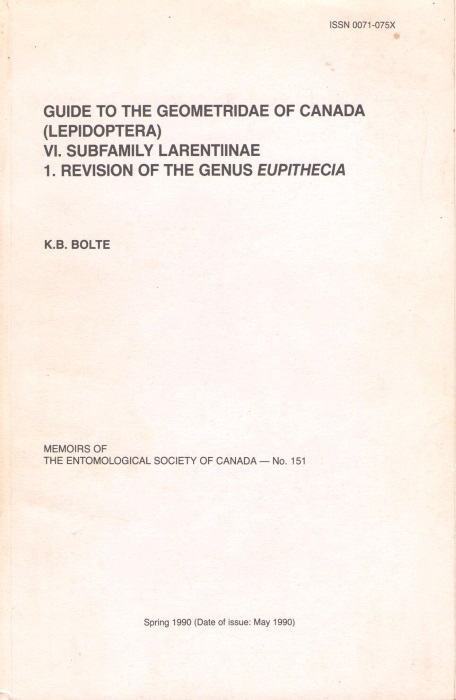 ISSN 0071-075X
GUIDE TO THE GEOMETRIDAE OF CANADA
(LEPIDOPTERA)
VI. SUBFAMILY LARENTIINAE
1. REVISION OF THE GENUS EUPITHECIA
K.B. BOLTE
MEMOIRS OF
THE ENTOMOLOGICAL SOCIETY OF CANADA — No. 151
Spring 1990 (Date of issue: May 1990)